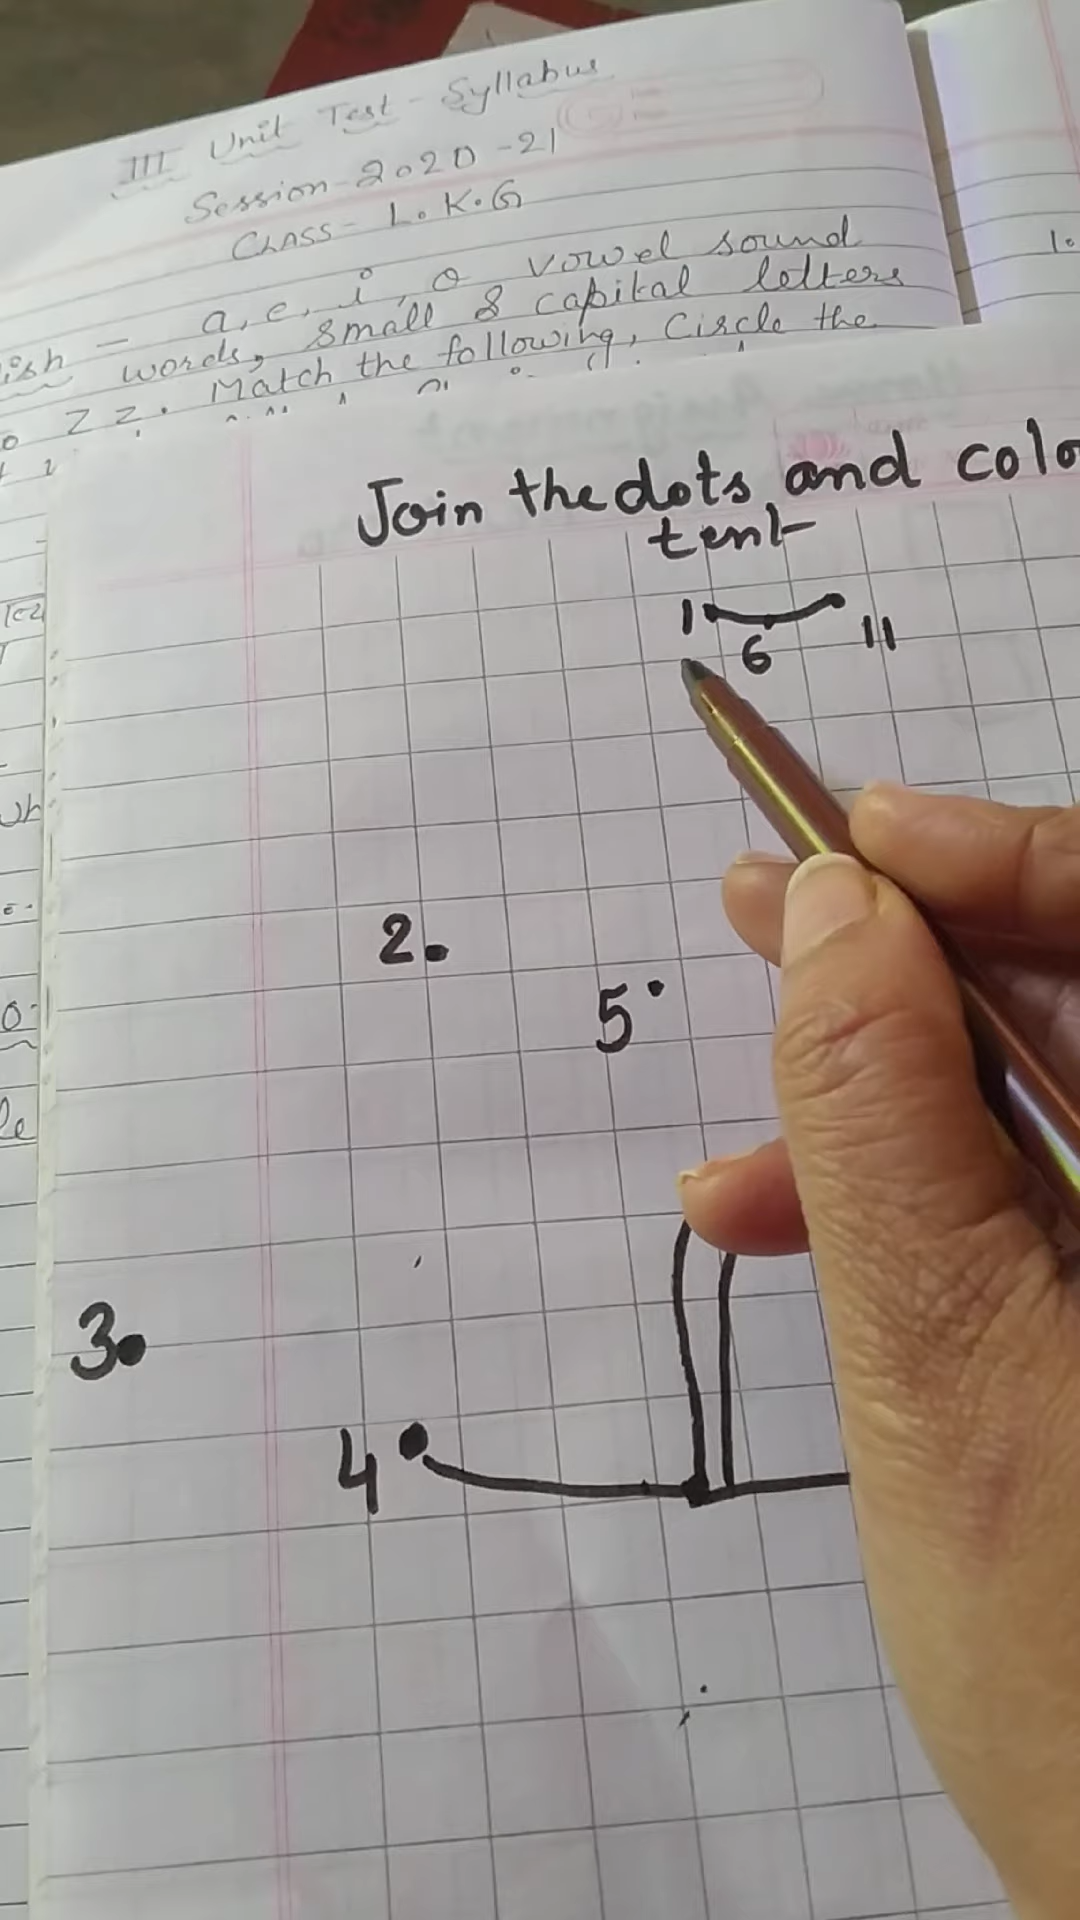 III Unit Test - Syllabus
Session - 2020 - 21
CLASS - L.K.G
a, e, i, o vowel sound
words, small & capital letters
Zz. Match the following, Circle the
Join the dots and colo
tent
1 6 11
2.
5
3.
4